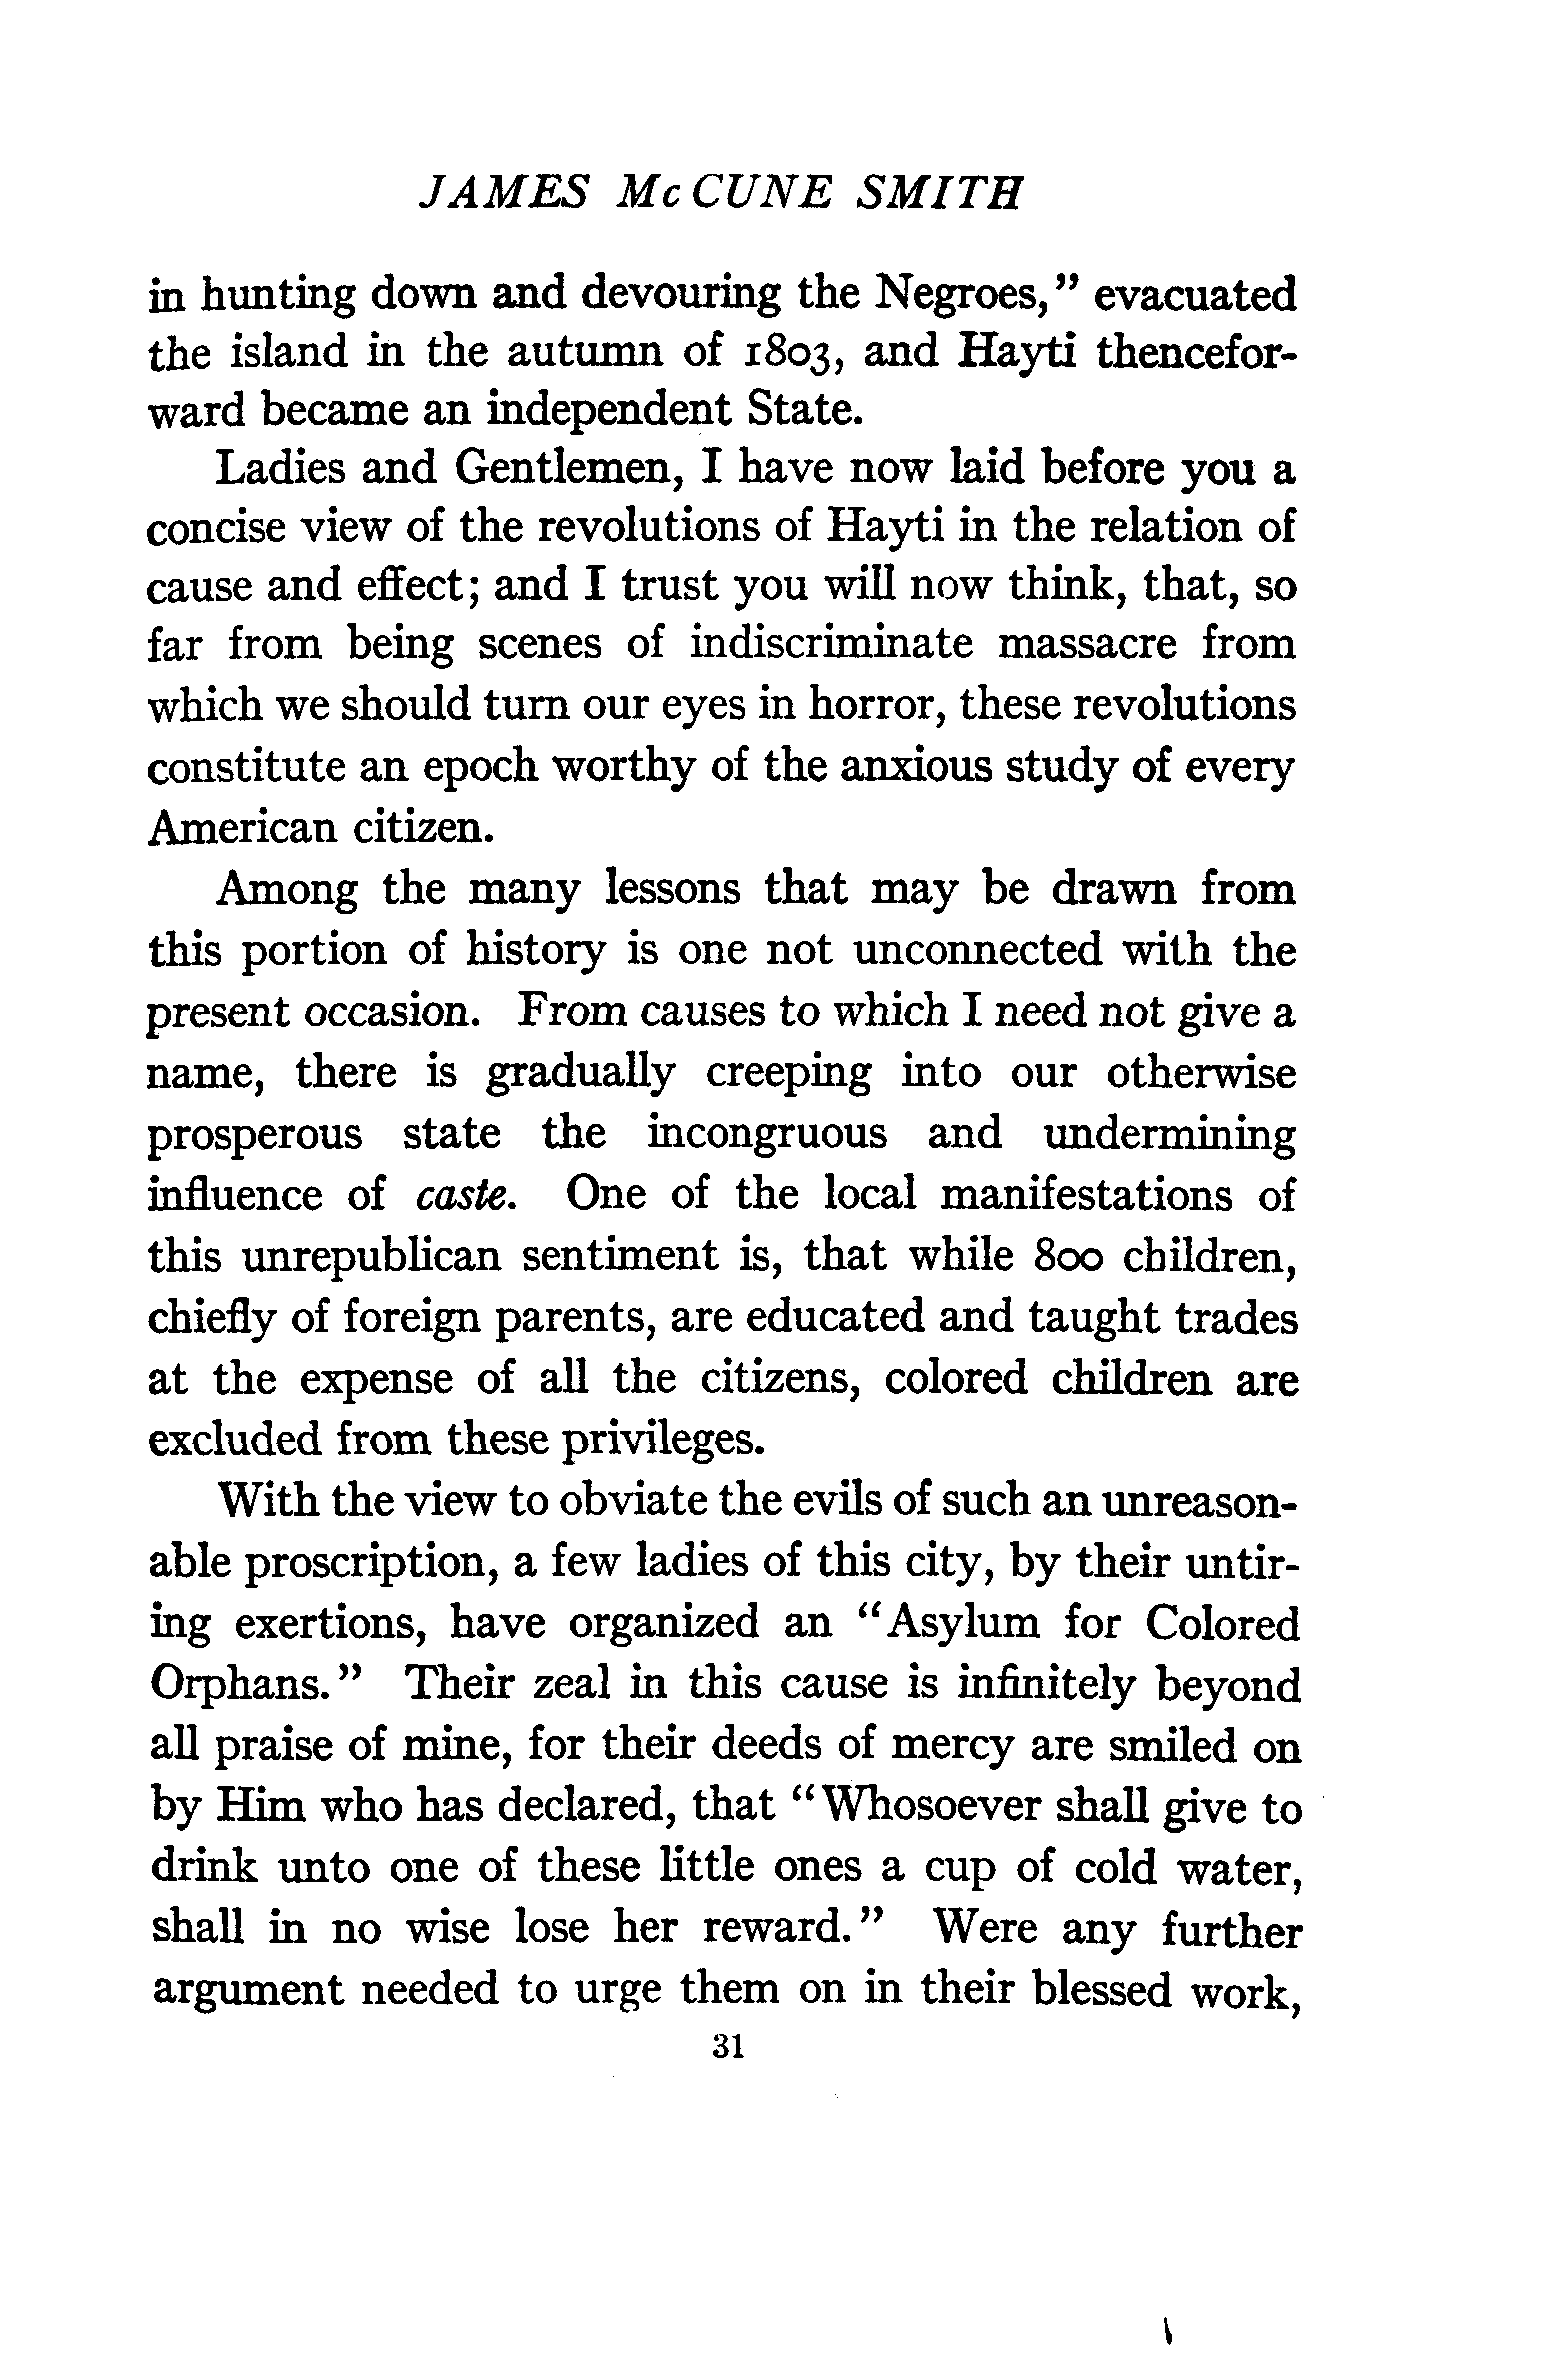 JAMES McCUNE SMITH
in hunting down and devouring the Negroes,” evacuated
the island in the autumn of 1803, and Hayti thencefor-
ward became an independent State.
Ladies and Gentlemen, I have now laid before you a
concise view of the revolutions of Hayti in the relation of
cause and effect; and I trust you will now think, that, so
far from being scenes of indiscriminate massacre from
which we should turn our eyes in horror, these revolutions
constitute an epoch worthy of the anxious study of every
American citizen.
Among the many lessons that may be drawn from
this portion of history is one not unconnected with the
present occasion. From causes to which I need not give a
name, there is gradually creeping into our otherwise
prosperous state the incongruous and undermining
influence of caste. One of the local manifestations of
this unrepublican sentiment is, that while 800 children,
chiefly of foreign parents, are educated and taught trades
at the expense of all the citizens, colored children are
excluded from these privileges.
With the view to obviate the evils of such an unreason-
able proscription, a few ladies of this city, by their untir-
ing exertions, have organized an “Asylum for Colored
Orphans.” Their zeal in this cause is infinitely beyond
all praise of mine, for their deeds of mercy are smiled on
by Him who has declared, that “Whosoever shall give to
drink unto one of these little ones a cup of cold water,
shall in no wise lose her reward.” Were any further
argument needed to urge them on in their blessed work,
31